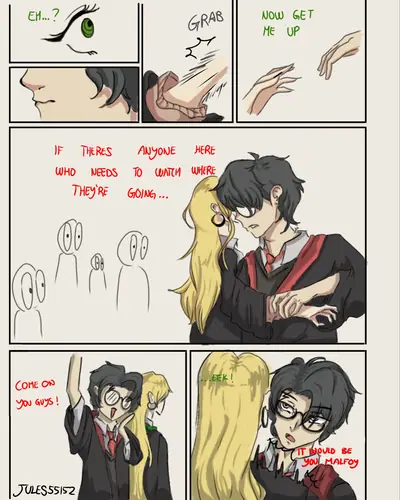 EH...?
GRAB
NOW GET
ME UP
IF THERES ANYONE HERE
WHO NEEDS TO WATCH WHERE
THEY'RE GOING...
COME ON
YOU GUYS!
JULES55152
...EEK!
IT WOULD BE
YOU MALFOY